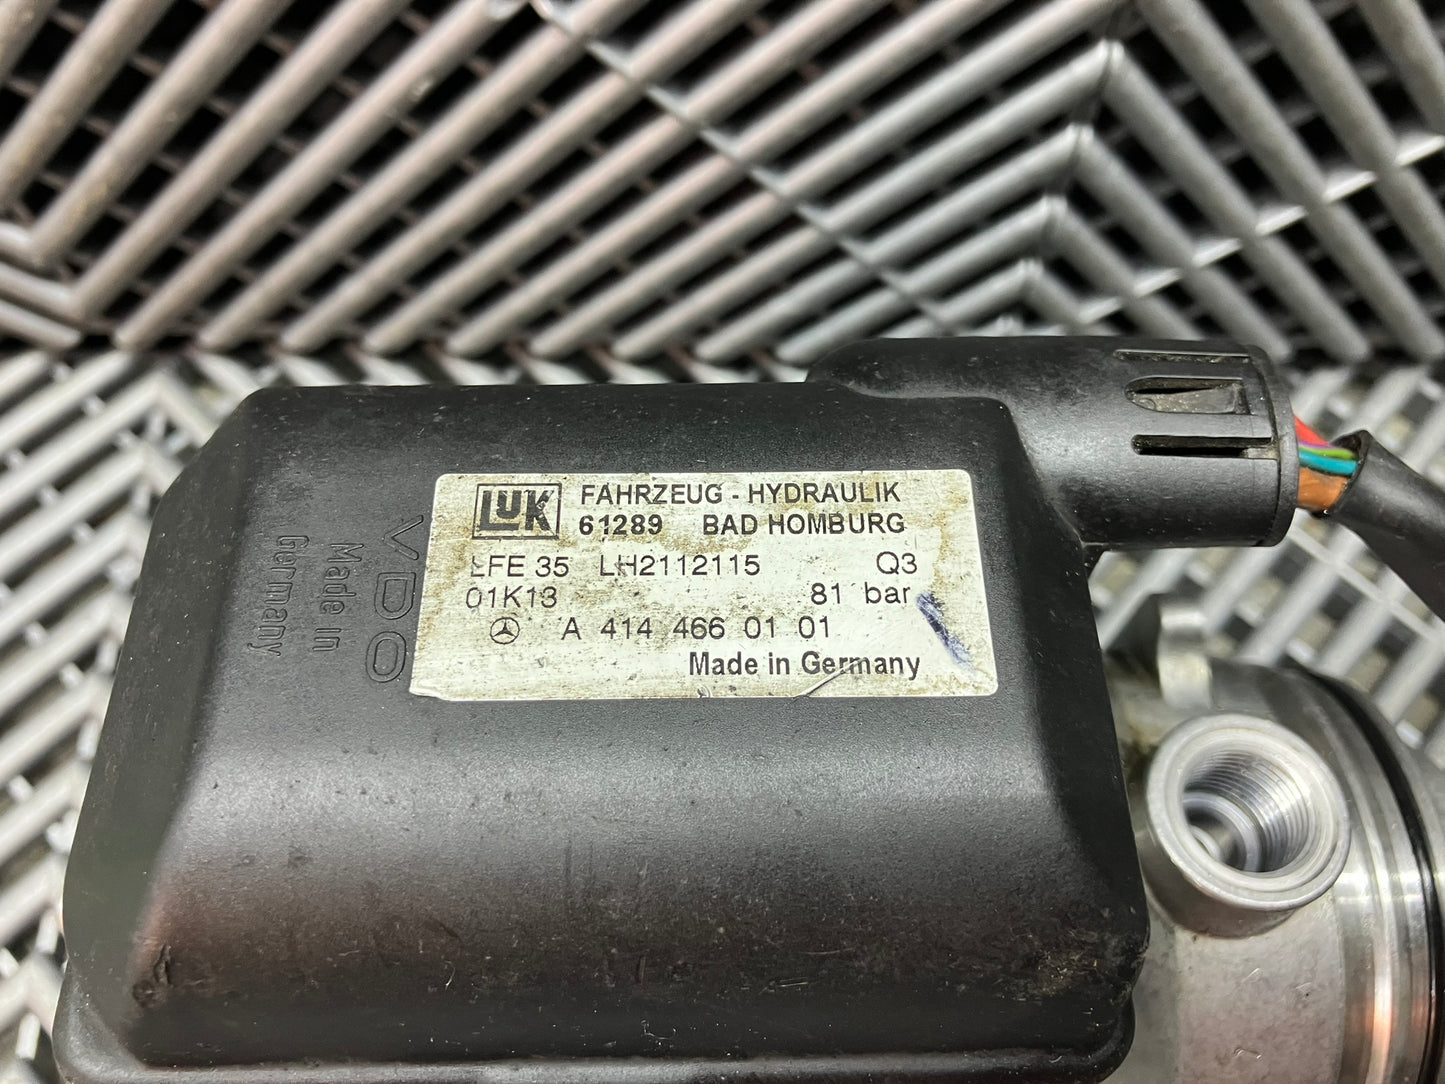 LUK FAHRZEUG - HYDRAULIK
61289 BAD HOMBURG
LFE 35 LH2112115 Q3
01K13 81 bar
A 414 466 01 01
Made in Germany
VDO
Made in
Germany